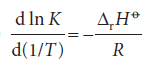 d ln K / d(1/T) = − ΔᵣH⦵ / R